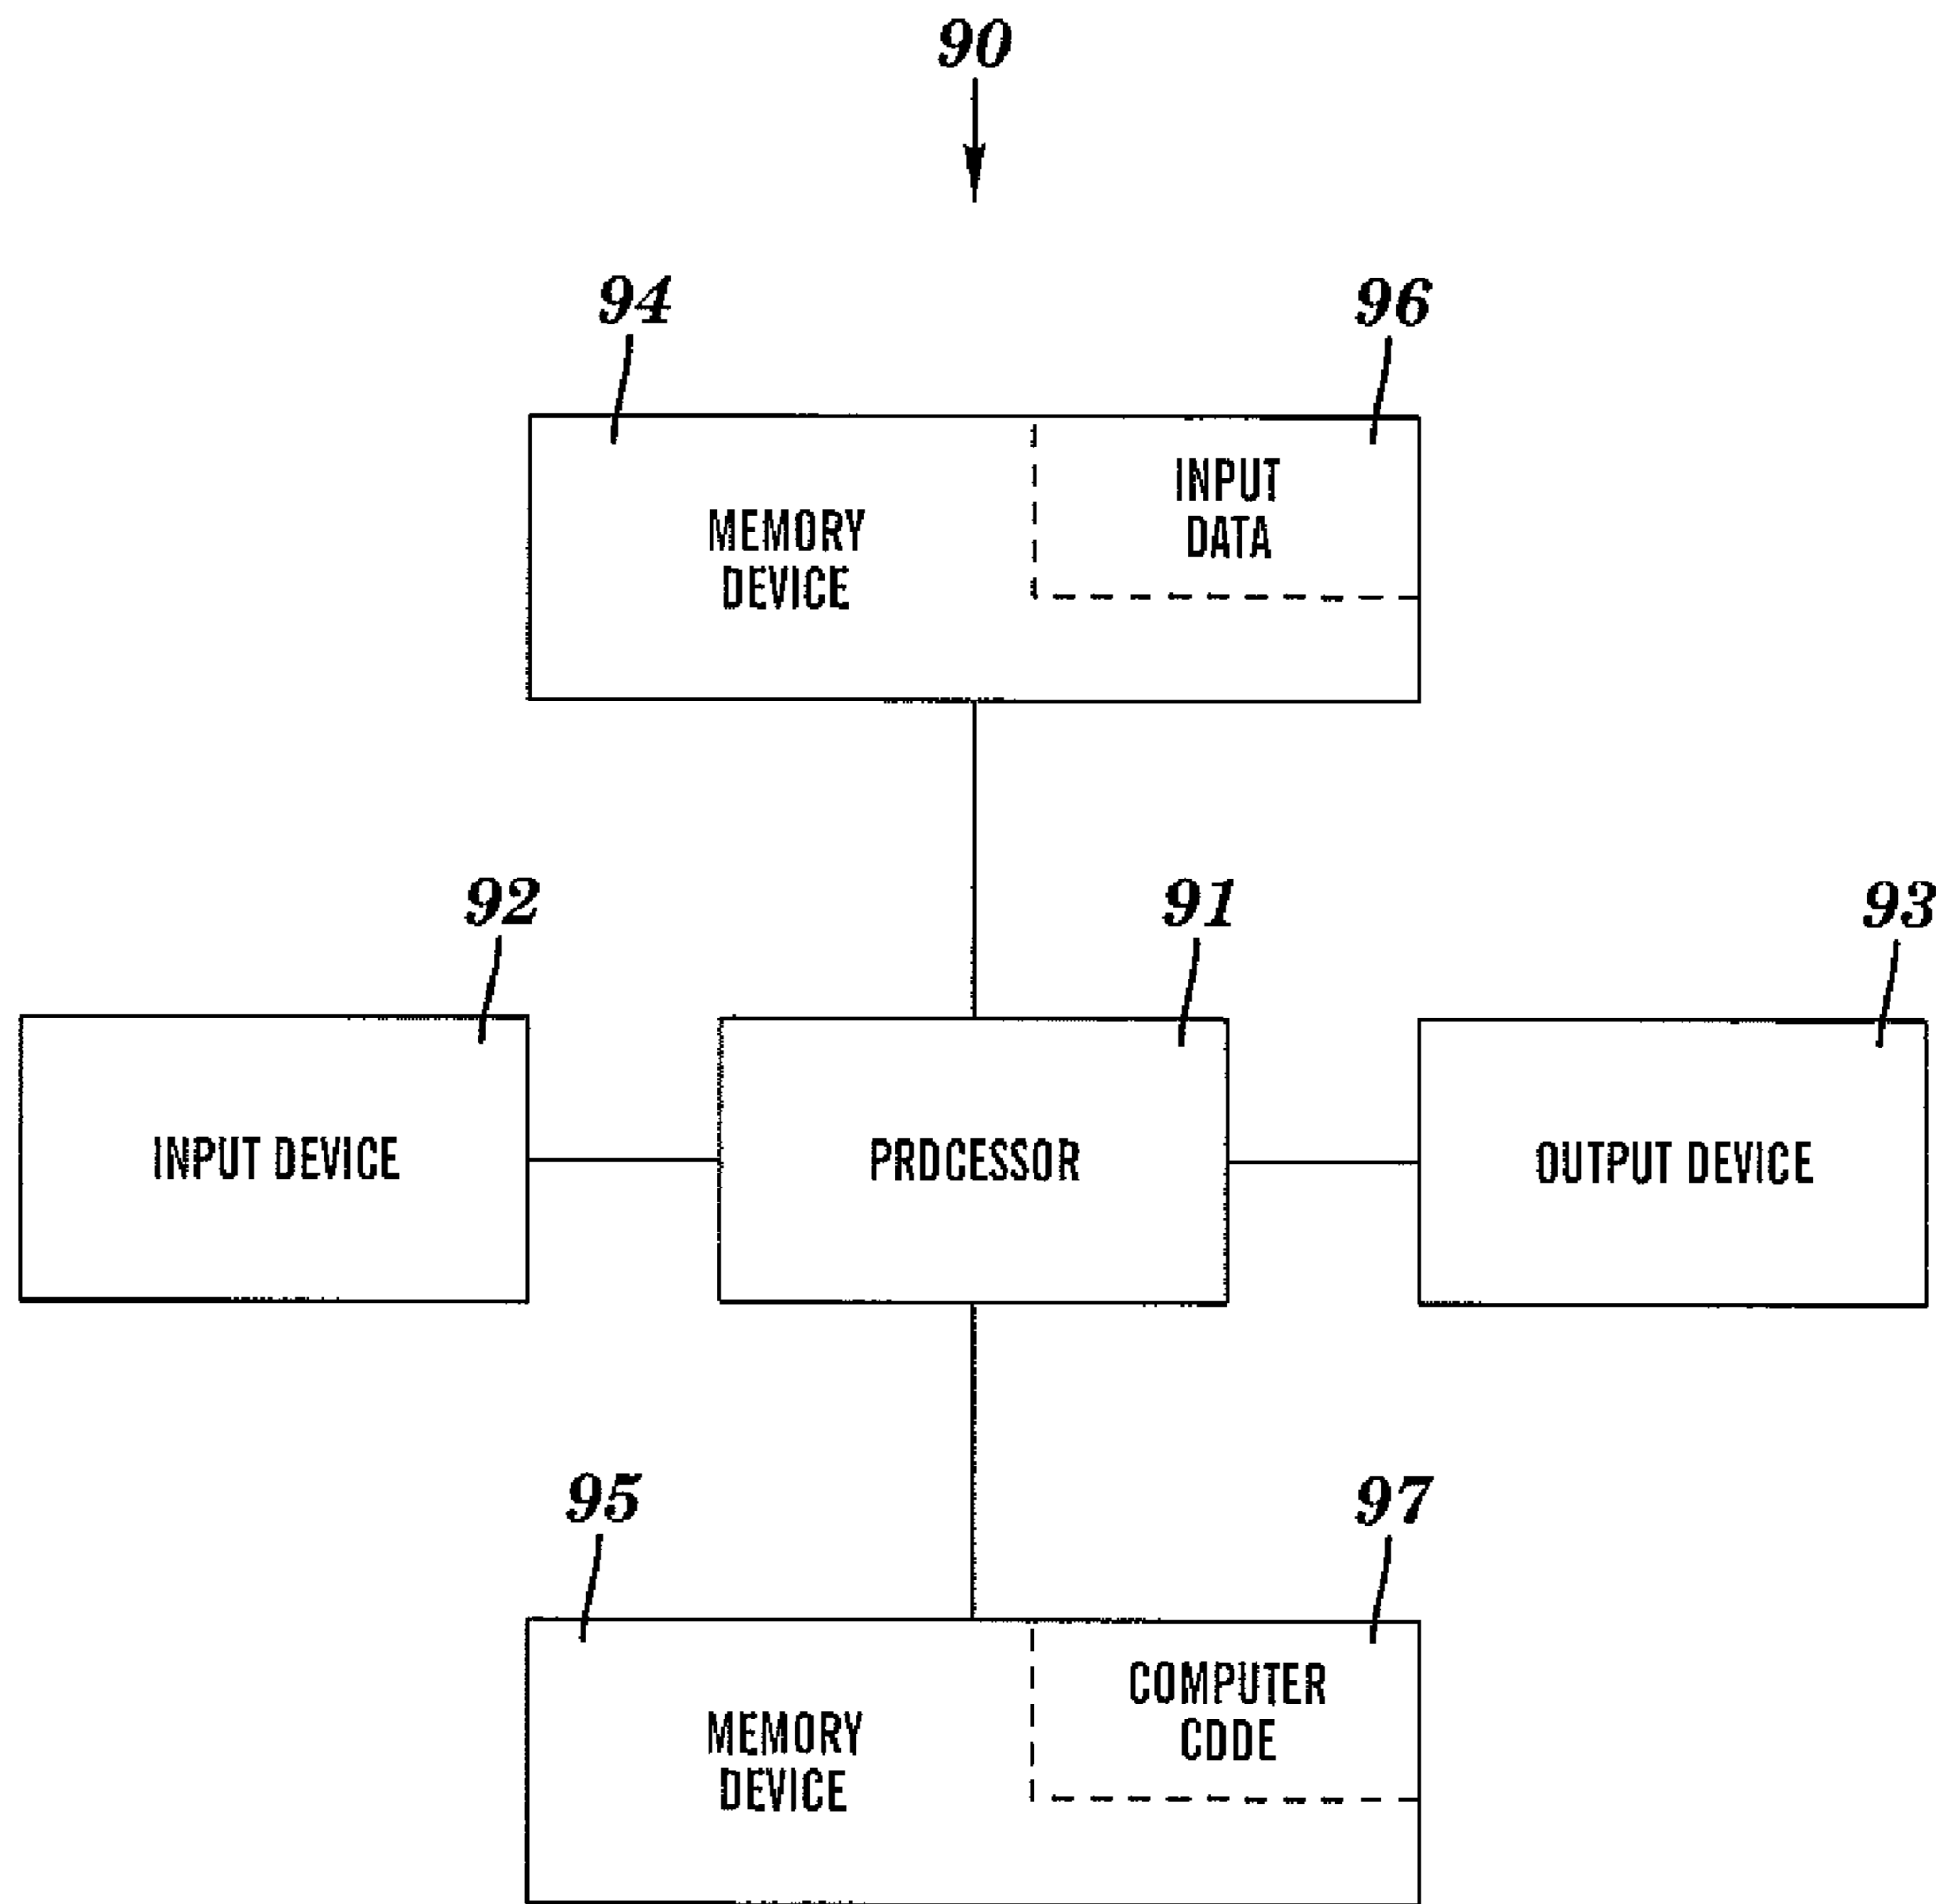 90
94
96
MEMORY
DEVICE
INPUT
DATA
92
91
93
INPUT DEVICE
PRDCESSOR
OUTPUT DEVICE
95
97
MEMORY
DEVICE
COMPUTER
CDDE